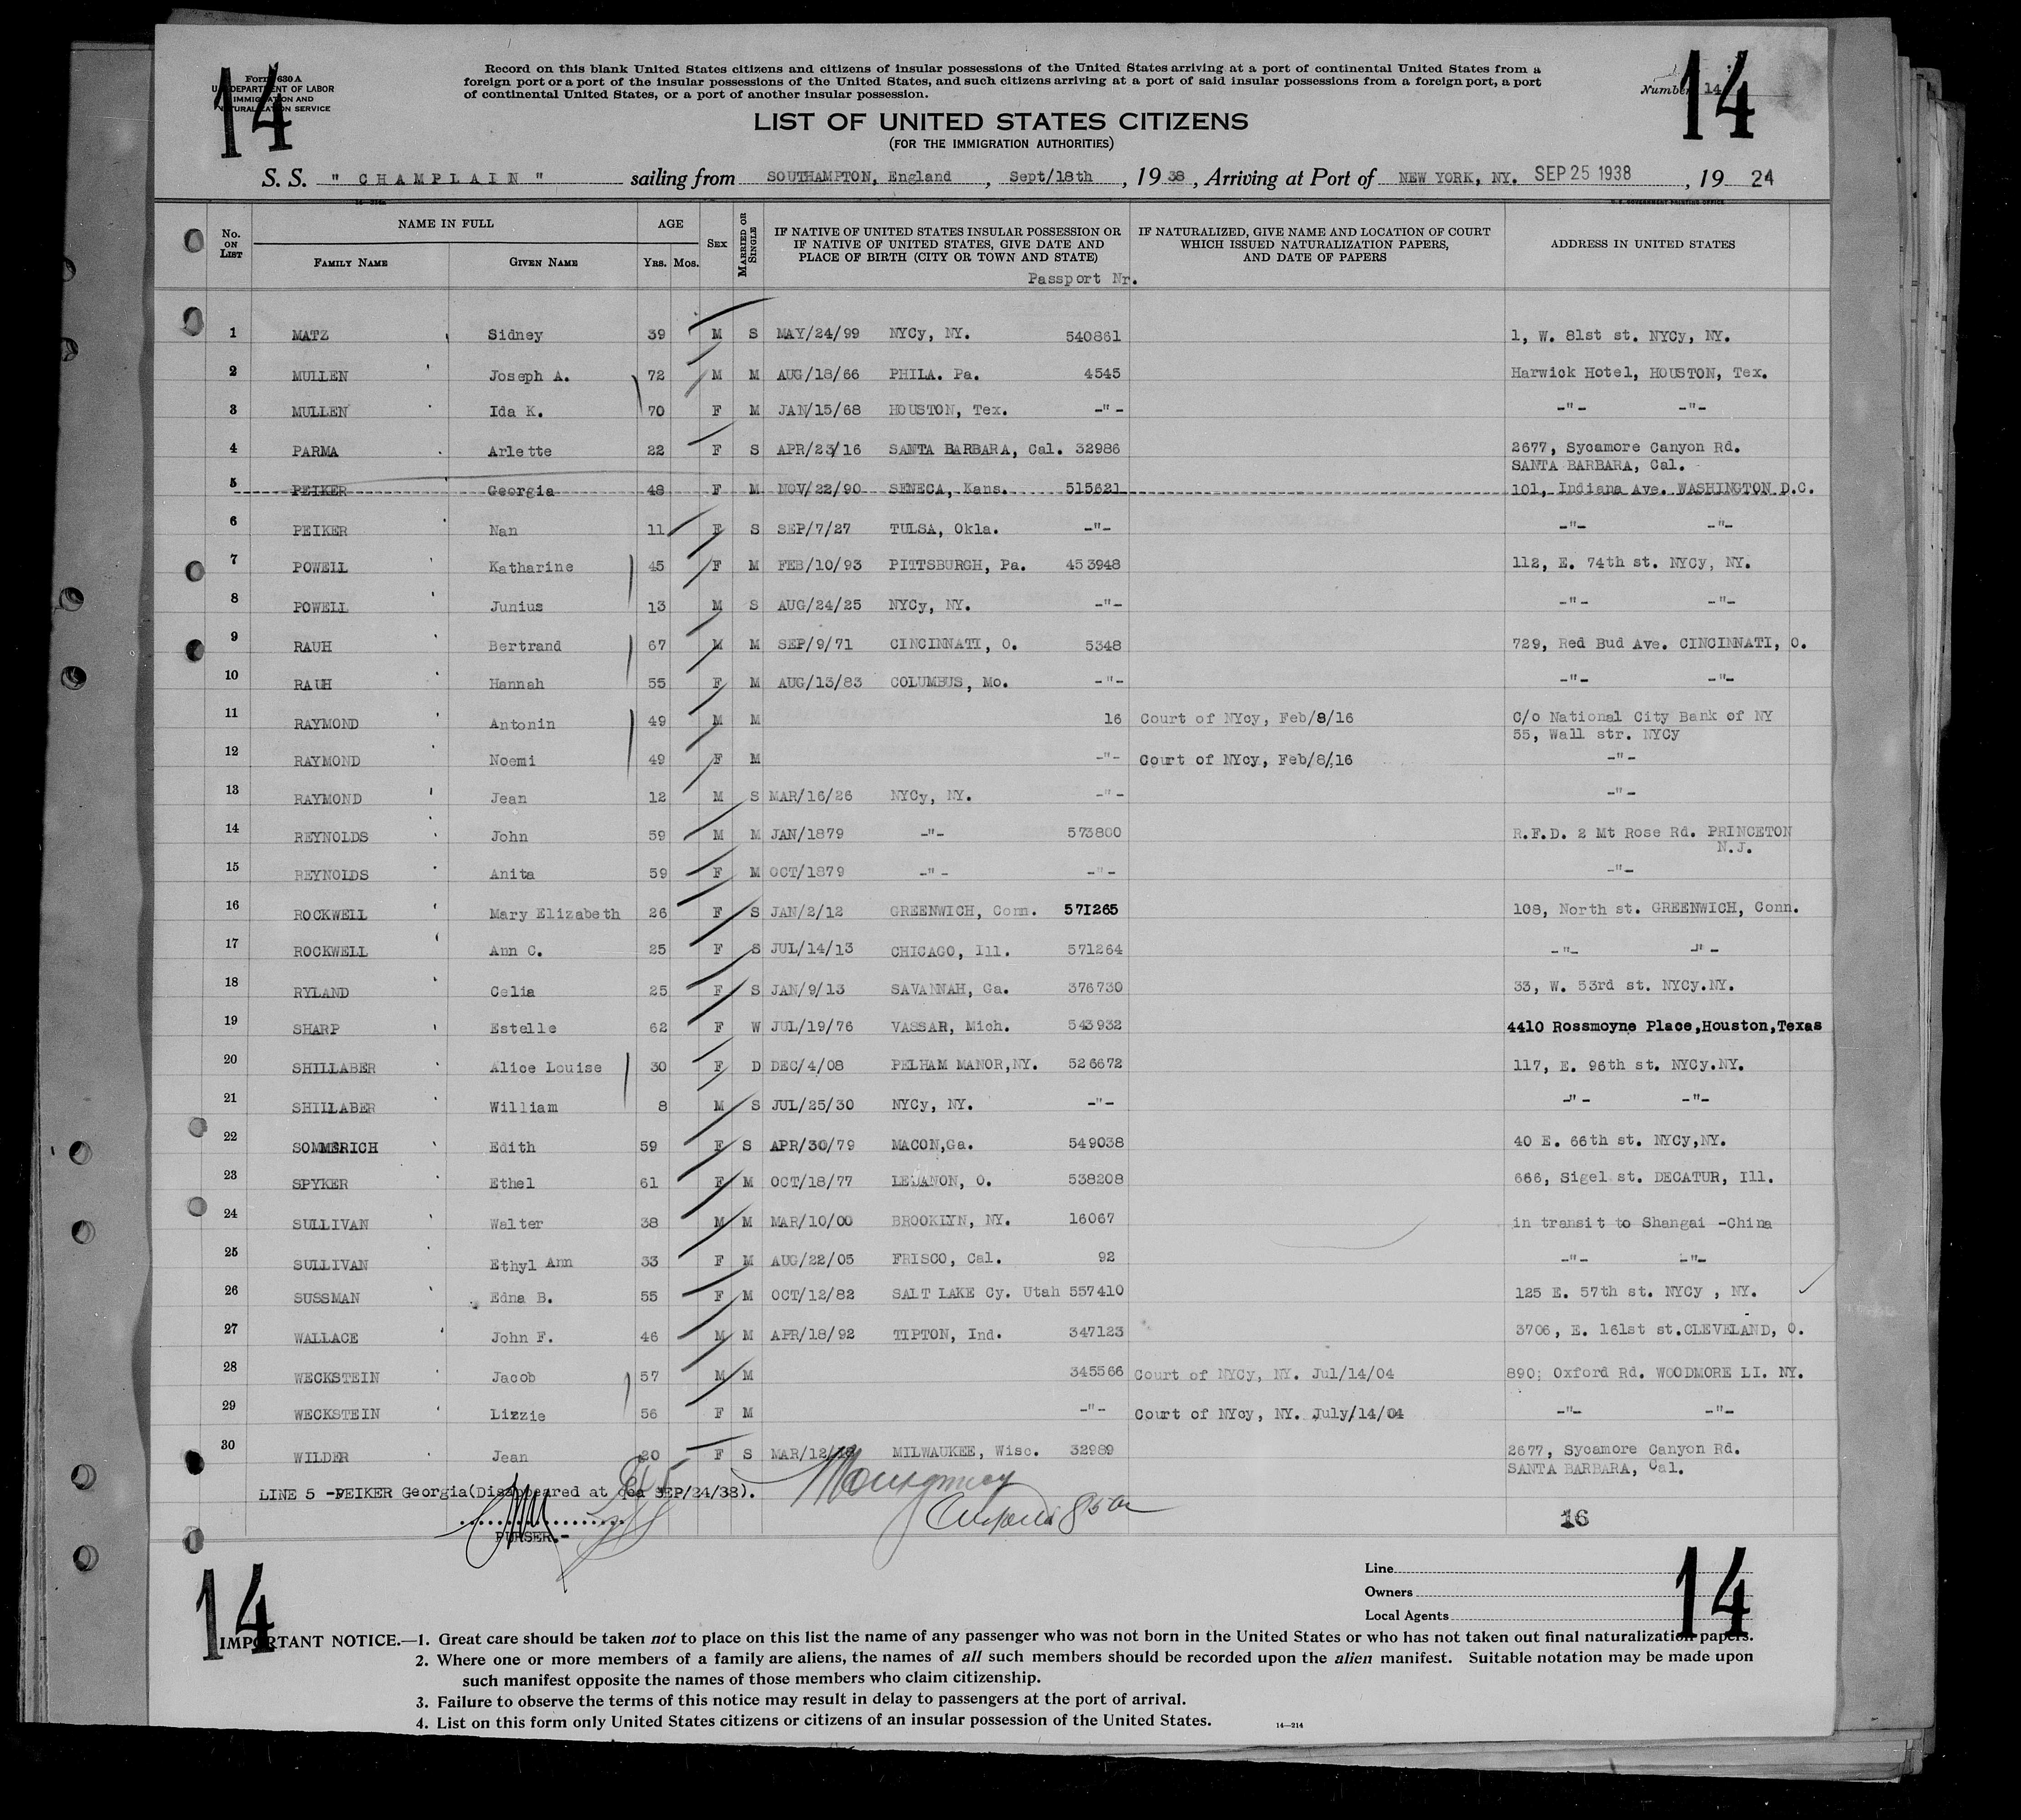 14
14
Form 630 A
U.S. DEPARTMENT OF LABOR
IMMIGRATION AND
NATURALIZATION SERVICE
Record on this blank United States citizens and citizens of insular possessions of the United States arriving at a port of continental United States from a
foreign port or a port of the insular possessions of the United States, and such citizens arriving at a port of said insular possessions from a foreign port, a port
of continental United States, or a port of another insular possession.
Number 14
LIST OF UNITED STATES CITIZENS
(FOR THE IMMIGRATION AUTHORITIES)
S. S. " CHAMPLAIN " sailing from SOUTHAMPTON, England , Sept/18th , 19 38 , Arriving at Port of NEW YORK, NY. SEP 25 1938 , 19 24
U.S. GOVERNMENT PRINTING OFFICE
No. ON LIST
NAME IN FULL
FAMILY NAME GIVEN NAME
AGE
YRS. MOS.
SEX
MARRIED OR SINGLE
IF NATIVE OF UNITED STATES INSULAR POSSESSION OR
IF NATIVE OF UNITED STATES, GIVE DATE AND
PLACE OF BIRTH (CITY OR TOWN AND STATE)
Passport Nr.
IF NATURALIZED, GIVE NAME AND LOCATION OF COURT
WHICH ISSUED NATURALIZATION PAPERS,
AND DATE OF PAPERS
ADDRESS IN UNITED STATES
1 MATZ Sidney 39 M S MAY/24/99 NYCy, NY. 540861 1, W. 81st st. NYCy, NY.
2 MULLEN Joseph A. 72 M M AUG/18/66 PHILA. Pa. 4545 Harwick Hotel, HOUSTON, Tex.
3 MULLEN Ida K. 70 F M JAN/15/68 HOUSTON, Tex. -"- -"- -"-
4 PARMA Arlette 22 F S APR/23/16 SANTA BARBARA, Cal. 32986 2677, Sycamore Canyon Rd.
SANTA BARBARA, Cal.
5 PEIKER Georgia 48 F M NOV/22/90 SENECA, Kans. 515621 101, Indiana Ave. WASHINGTON D.C.
6 PEIKER Nan 11 F S SEP/7/27 TULSA, Okla. -"- -"- -"-
7 POWELL Katharine 45 F M FEB/10/93 PITTSBURGH, Pa. 453948 112, E. 74th st. NYCy, NY.
8 POWELL Junius 13 M S AUG/24/25 NYCy, NY. -"- -"- -"-
9 RAUH Bertrand 67 M M SEP/9/71 CINCINNATI, O. 5348 729, Red Bud Ave. CINCINNATI, O.
10 RAUH Hannah 55 F M AUG/13/83 COLUMBUS, Mo. -"- -"- -"-
11 RAYMOND Antonin 49 M M 16 Court of NYcy, Feb/8/16 C/o National City Bank of NY
55, Wall str. NYCy
12 RAYMOND Noemi 49 F M -"- Court of NYcy, Feb/8/16 -"-
13 RAYMOND Jean 12 M S MAR/16/26 NYCy, NY. -"- -"-
14 REYNOLDS John 59 M M JAN/1879 -"- 573800 R.F.D. 2 Mt Rose Rd. PRINCETON
N.J.
15 REYNOLDS Anita 59 F M OCT/1879 -"- -"- -"-
16 ROCKWELL Mary Elizabeth 26 F S JAN/2/12 GREENWICH, Conn. 571265 108, North st. GREENWICH, Conn.
17 ROCKWELL Ann C. 25 F S JUL/14/13 CHICAGO, Ill. 571264 -"- -"-
18 RYLAND Celia 25 F S JAN/9/13 SAVANNAH, Ga. 376730 33, W. 53rd st. NYCy.NY.
19 SHARP Estelle 62 F W JUL/19/76 VASSAR, Mich. 543932 4410 Rossmoyne Place,Houston,Texas
20 SHILLABER Alice Louise 30 F D DEC/4/08 PELHAM MANOR,NY. 526672 117, E. 96th st. NYCy.NY.
21 SHILLABER William 8 M S JUL/25/30 NYCy, NY. -"- -"- -"-
22 SOMMERICH Edith 59 F S APR/30/79 MACON,Ga. 549038 40 E. 66th st. NYCy,NY.
23 SPYKER Ethel 61 F M OCT/18/77 LEBANON, O. 538208 666, Sigel st. DECATUR, Ill.
24 SULLIVAN Walter 38 M M MAR/10/00 BROOKLYN, NY. 16067 in transit to Shangai -China
25 SULLIVAN Ethyl Ann 33 F M AUG/22/05 FRISCO, Cal. 92 -"- -"-
26 SUSSMAN Edna B. 55 F M OCT/12/82 SALT LAKE Cy. Utah 557410 125 E. 57th st. NYCy , NY.
27 WALLACE John F. 46 M M APR/18/92 TIPTON, Ind. 347123 3706, E. 161st st.CLEVELAND, O.
28 WECKSTEIN Jacob 57 M M 345566 Court of NYCy, NY. Jul/14/04 890; Oxford Rd. WOODMORE LI. NY.
29 WECKSTEIN Lizzie 56 F M -"- Court of NYcy, NY. July/14/04 -"- -"-
30 WILDER Jean 20 F S MAR/12/ MILWAUKEE, Wisc. 32989 2677, Sycamore Canyon Rd.
SANTA BARBARA, Cal.
LINE 5 -PEIKER Georgia(Disappeared at sea SEP/24/38).
Montgomery
PURSER.-
16
14
14
Line
Owners
Local Agents
IMPORTANT NOTICE.—1. Great care should be taken not to place on this list the name of any passenger who was not born in the United States or who has not taken out final naturalization papers.
2. Where one or more members of a family are aliens, the names of all such members should be recorded upon the alien manifest. Suitable notation may be made upon
such manifest opposite the names of those members who claim citizenship.
3. Failure to observe the terms of this notice may result in delay to passengers at the port of arrival.
4. List on this form only United States citizens or citizens of an insular possession of the United States.
14—214